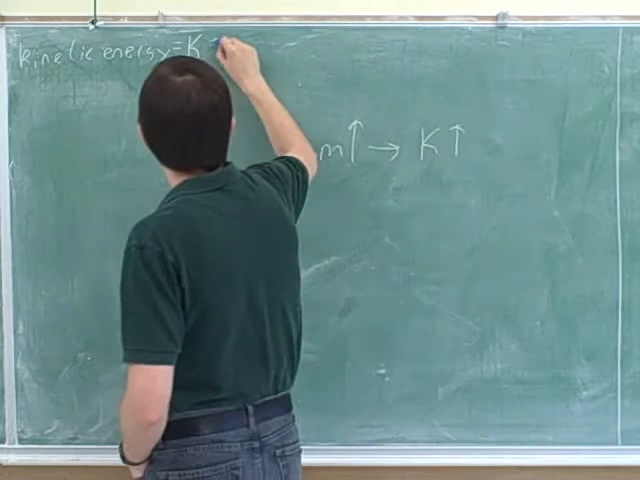 kinetic energy = K =
m↑ → K↑